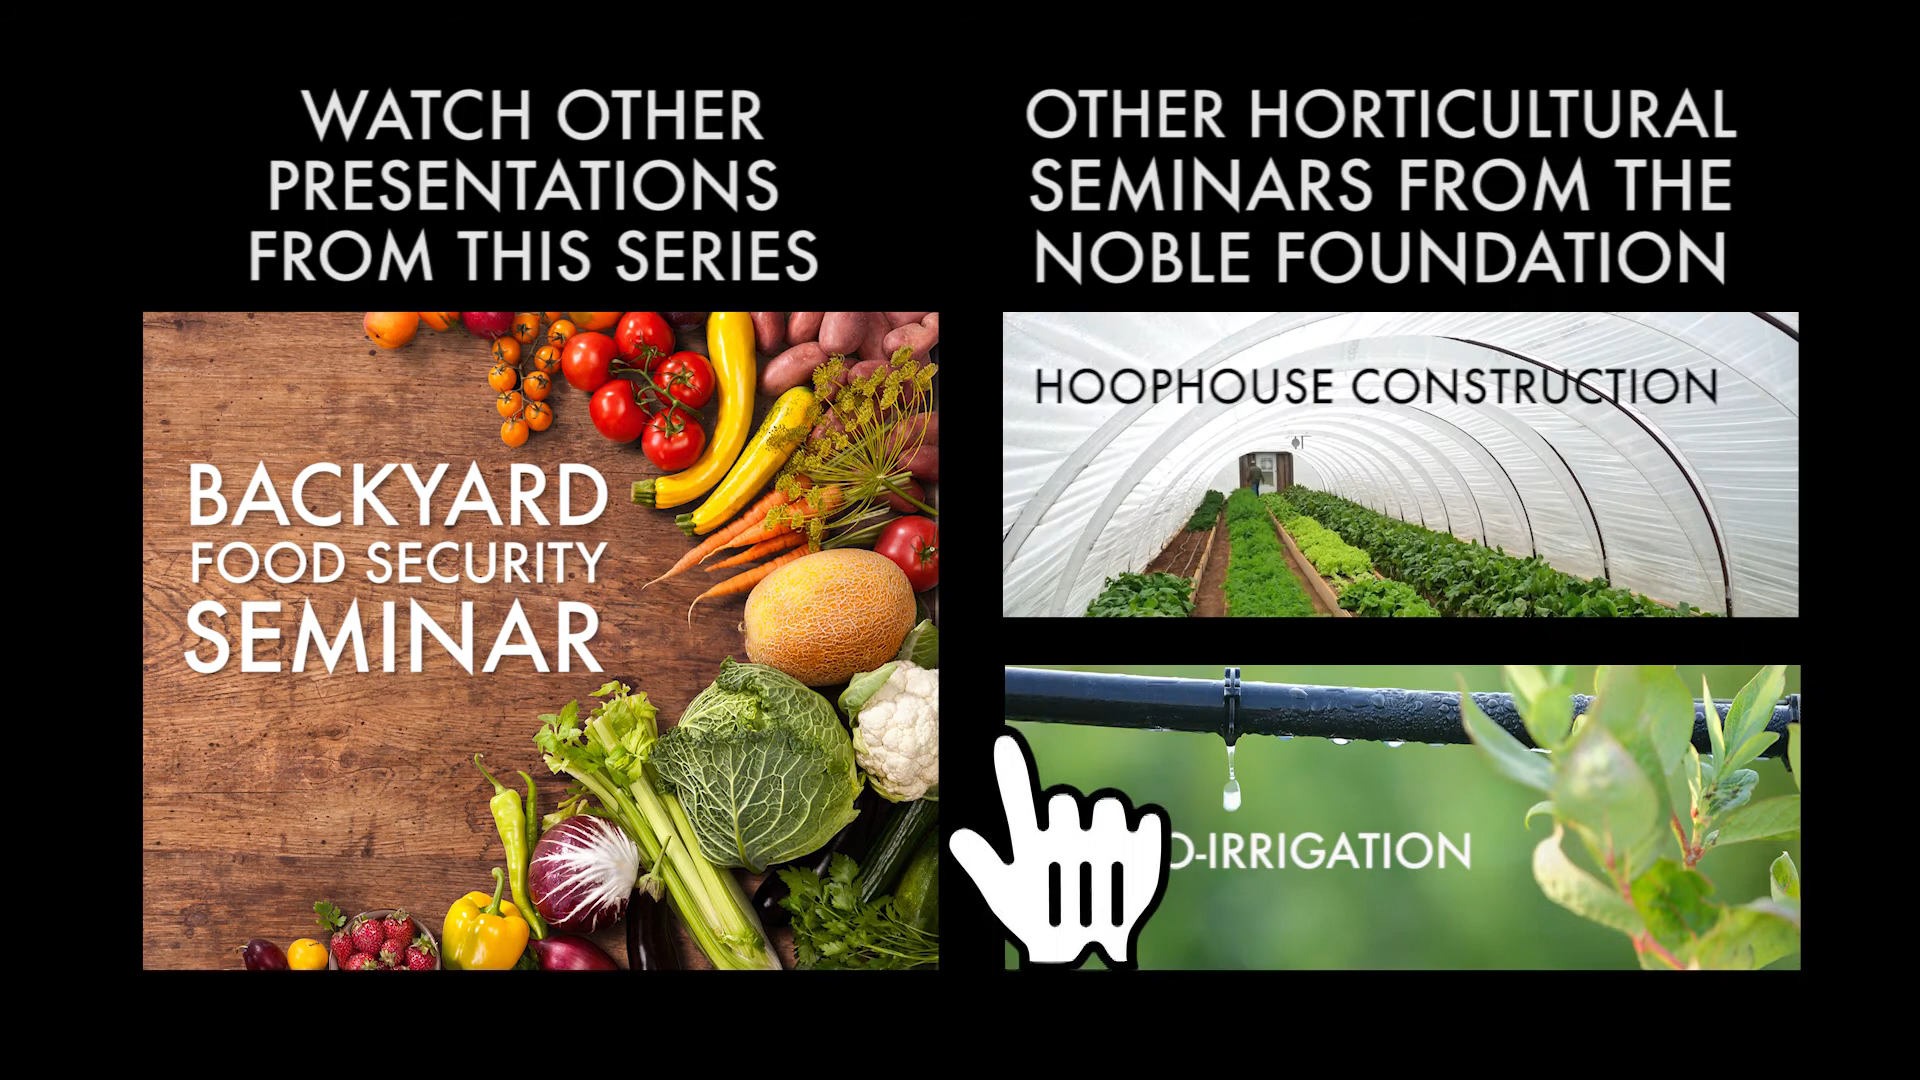 WATCH OTHER
PRESENTATIONS
FROM THIS SERIES
BACKYARD
FOOD SECURITY
SEMINAR
OTHER HORTICULTURAL
SEMINARS FROM THE
NOBLE FOUNDATION
HOOPHOUSE CONSTRUCTION